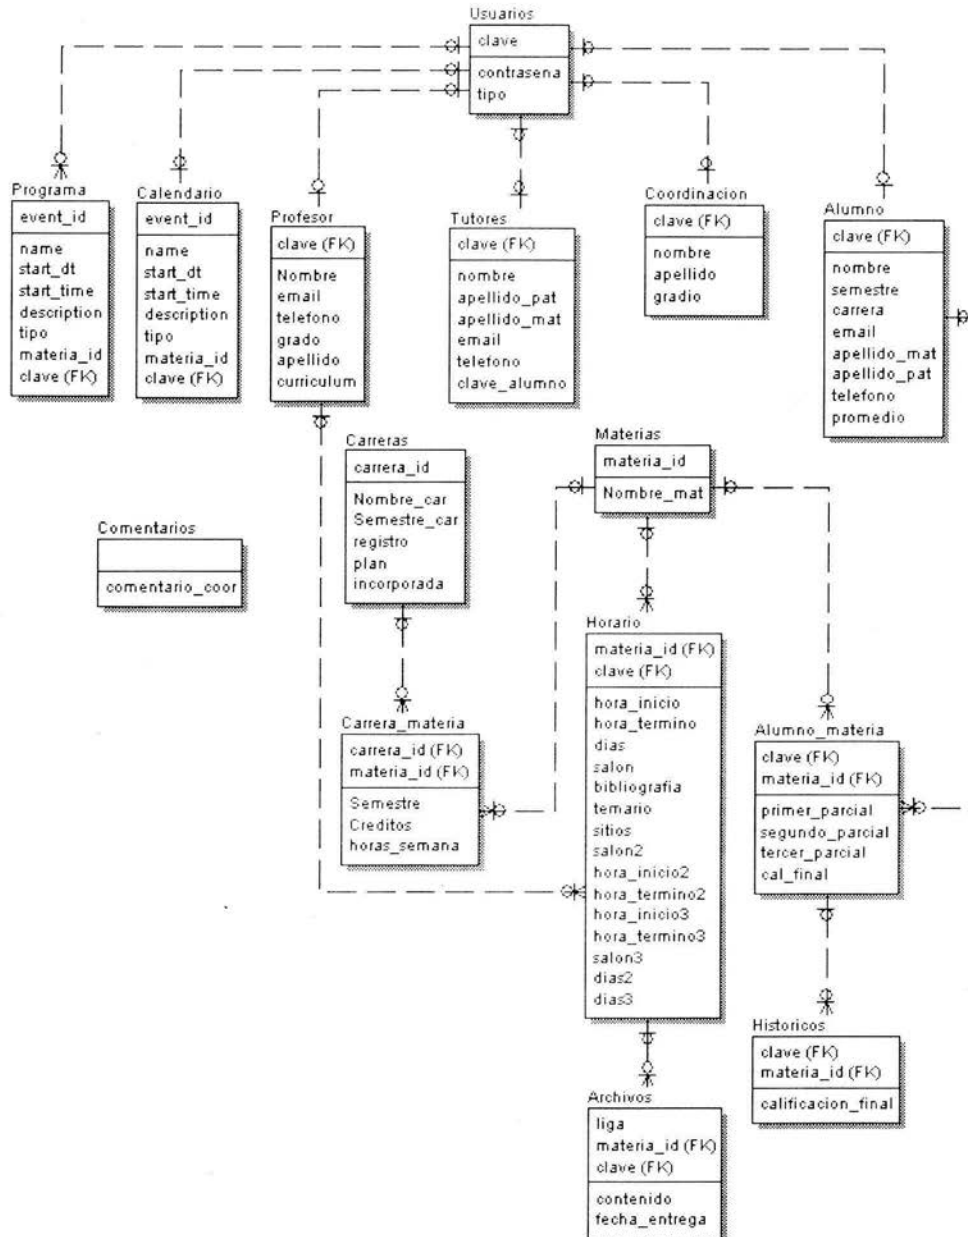 Usuarios
clave
contrasena
tipo
Programa
event_id
name
start_dt
start_time
description
tipo
materia_id
clave (FK)
Calendario
event_id
name
start_dt
start_time
description
tipo
materia_id
clave (FK)
Profesor
clave (FK)
Nombre
email
telefono
grado
apellido
curriculum
Tutores
clave (FK)
nombre
apellido_pat
apellido_mat
email
telefono
clave_alumno
Coordinacion
clave (FK)
nombre
apellido
gradio
Alumno
clave (FK)
nombre
semestre
carrera
email
apellido_mat
apellido_pat
telefono
promedio
Carreras
carrera_id
Nombre_car
Semestre_car
registro
plan
incorporada
Materias
materia_id
Nombre_mat
Comentarios
comentario_coor
Horario
materia_id (FK)
clave (FK)
hora_inicio
hora_termino
dias
salon
bibliografia
temario
sitios
salon2
hora_inicio2
hora_termino2
hora_inicio3
hora_termino3
salon3
dias2
dias3
Carrera_materia
carrera_id (FK)
materia_id (FK)
Semestre
Creditos
horas_semana
Alumno_materia
clave (FK)
materia_id (FK)
primer_parcial
segundo_parcial
tercer_parcial
cal_final
Historicos
clave (FK)
materia_id (FK)
calificacion_final
Archivos
liga
materia_id (FK)
clave (FK)
contenido
fecha_entrega